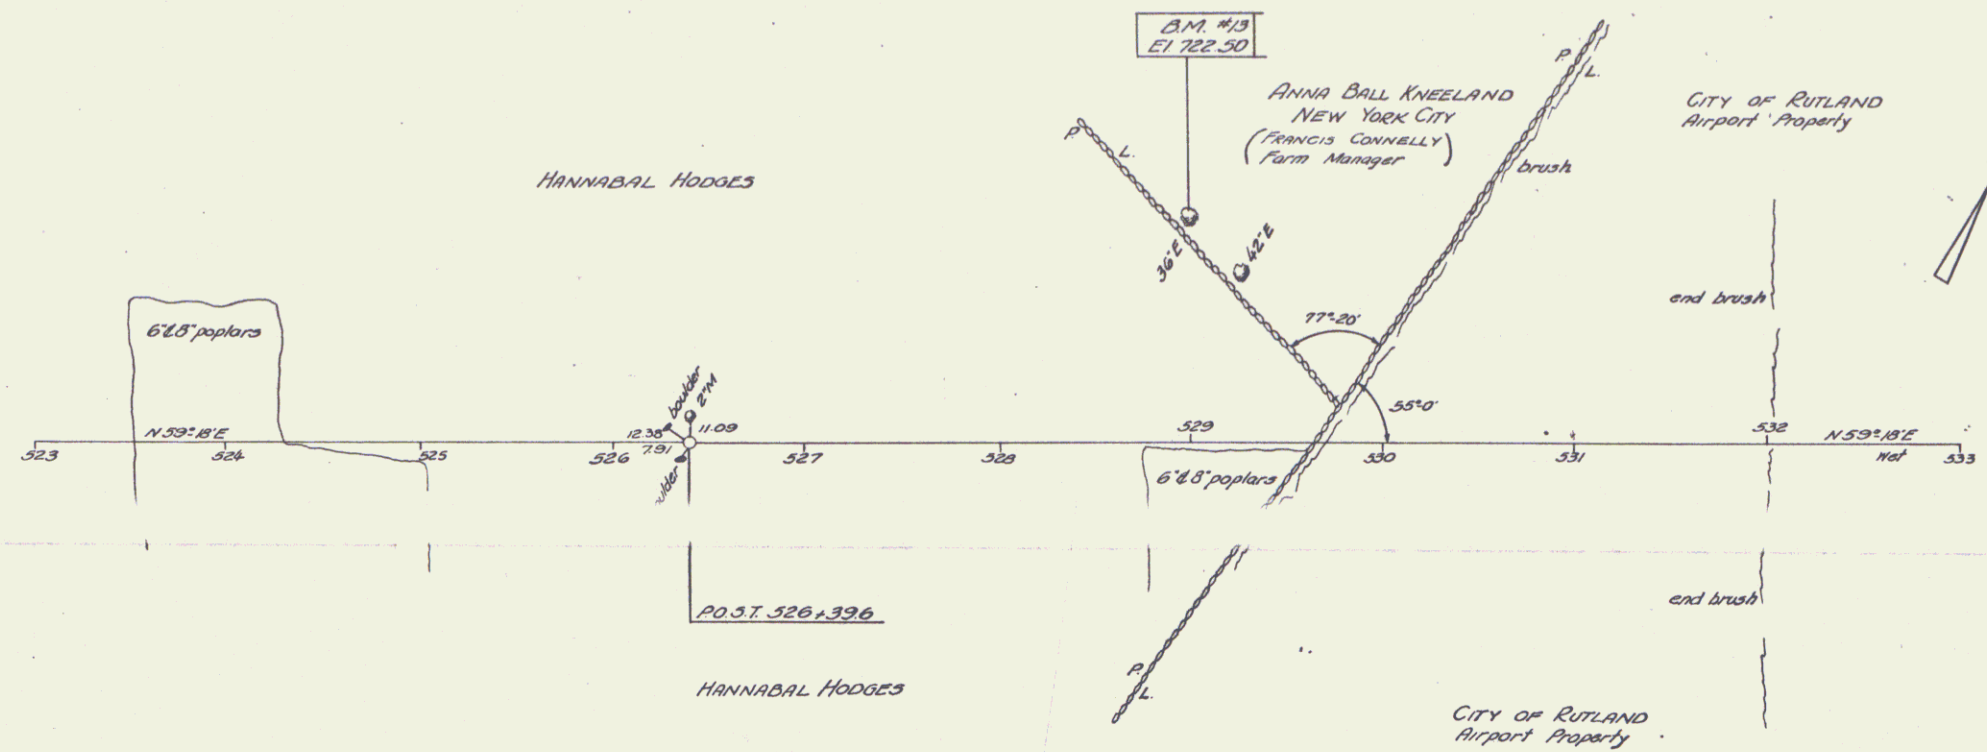 B.M. #13
El. 722.50
ANNA BALL KNEELAND
NEW YORK CITY
(FRANCIS CONNELLY)
Farm Manager
P.
L.
CITY OF RUTLAND
Airport Property
P.
L.
brush
HANNABAL HODGES
36"E
42"E
end brush
6"&8" poplars
77°-20'
55°-0'
boulder
2"M
N59°-18'E
12.38
11.09
7.91
529
532
N59°-18'E
Wet
523
524
525
526
527
528
530
531
533
6"&8" poplars
ulder
end brush
P.O.S.T. 526+39.6
P.
L.
HANNABAL HODGES
CITY OF RUTLAND
Airport Property